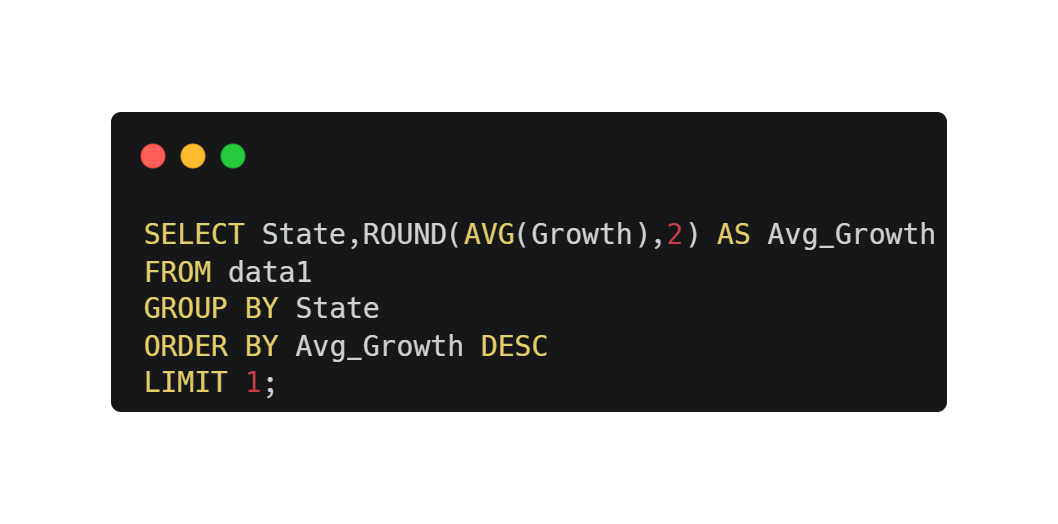 SELECT State,ROUND(AVG(Growth),2) AS Avg_Growth
FROM data1
GROUP BY State
ORDER BY Avg_Growth DESC
LIMIT 1;